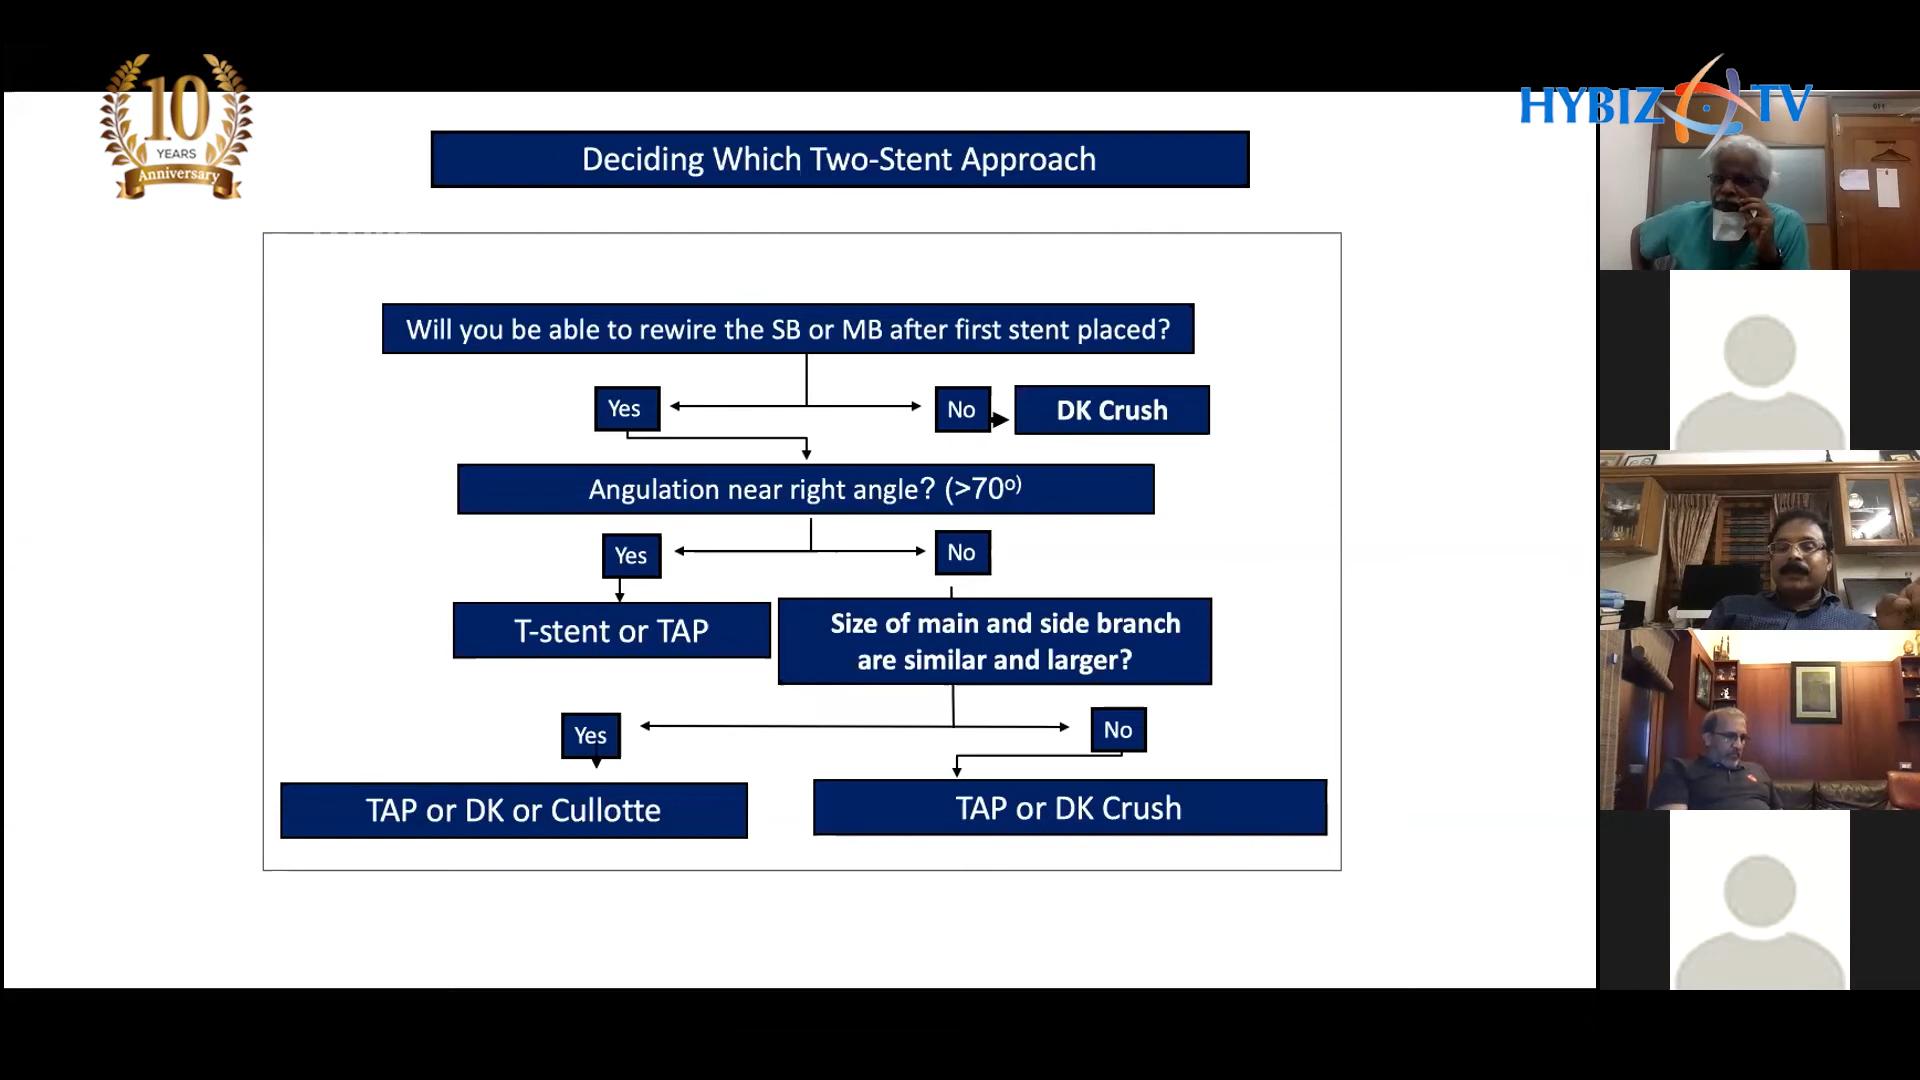 10
YEARS
Anniversary
HYBIZ TV
Deciding Which Two-Stent Approach
Will you be able to rewire the SB or MB after first stent placed?
Yes
No
DK Crush
Angulation near right angle? (>70º)
Yes
No
T-stent or TAP
Size of main and side branch
are similar and larger?
Yes
No
TAP or DK or Cullotte
TAP or DK Crush